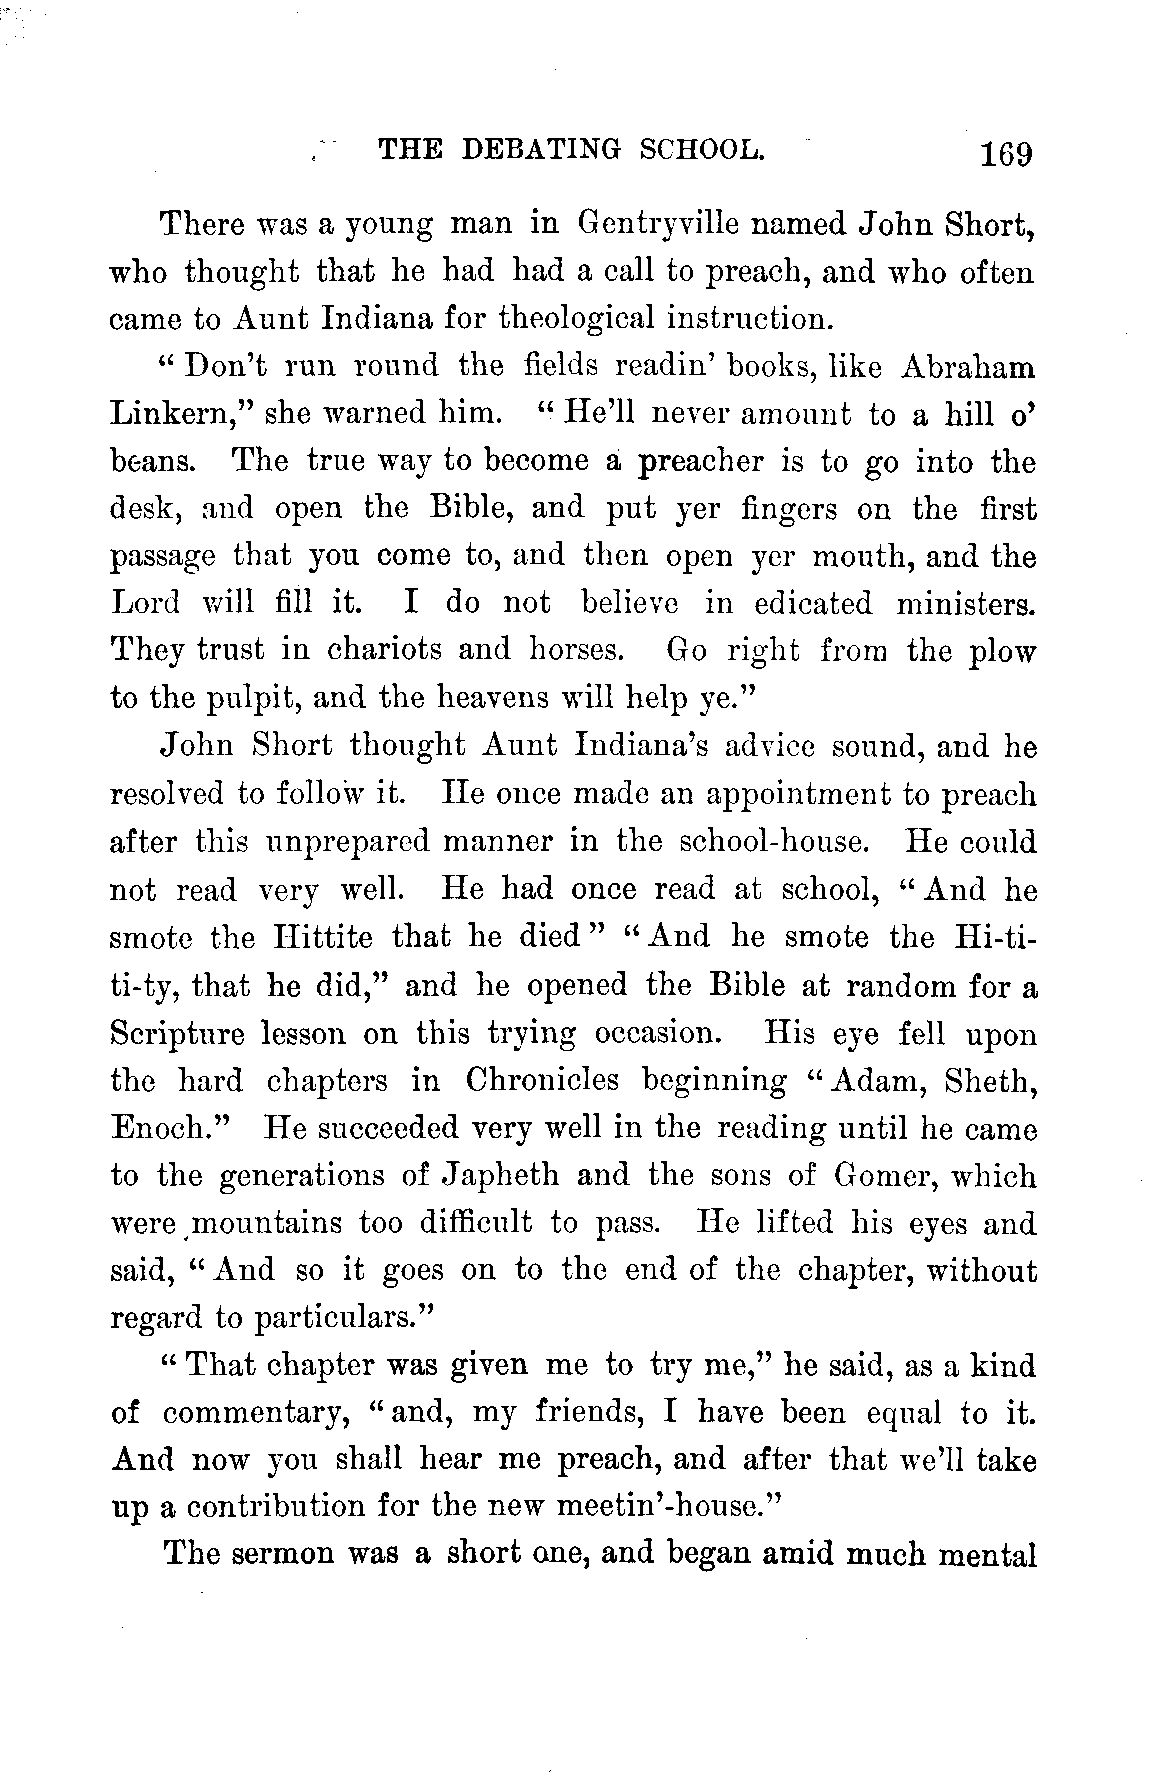 THE DEBATING SCHOOL. 169
There was a young man in Gentryville named John Short,
who thought that he had had a call to preach, and who often
came to Aunt Indiana for theological instruction.
“ Don't run round the fields readin' books, like Abraham
Linkern,” she warned him. “ He'll never amount to a hill o'
beans. The true way to become a preacher is to go into the
desk, and open the Bible, and put yer fingers on the first
passage that you come to, and then open yer mouth, and the
Lord will fill it. I do not believe in edicated ministers.
They trust in chariots and horses. Go right from the plow
to the pulpit, and the heavens will help ye.”
John Short thought Aunt Indiana's advice sound, and he
resolved to follow it. He once made an appointment to preach
after this unprepared manner in the school-house. He could
not read very well. He had once read at school, “ And he
smote the Hittite that he died ” “ And he smote the Hi-ti-
ti-ty, that he did,” and he opened the Bible at random for a
Scripture lesson on this trying occasion. His eye fell upon
the hard chapters in Chronicles beginning “ Adam, Sheth,
Enoch.” He succeeded very well in the reading until he came
to the generations of Japheth and the sons of Gomer, which
were mountains too difficult to pass. He lifted his eyes and
said, “ And so it goes on to the end of the chapter, without
regard to particulars.”
“ That chapter was given me to try me,” he said, as a kind
of commentary, “ and, my friends, I have been equal to it.
And now you shall hear me preach, and after that we'll take
up a contribution for the new meetin'-house.”
The sermon was a short one, and began amid much mental